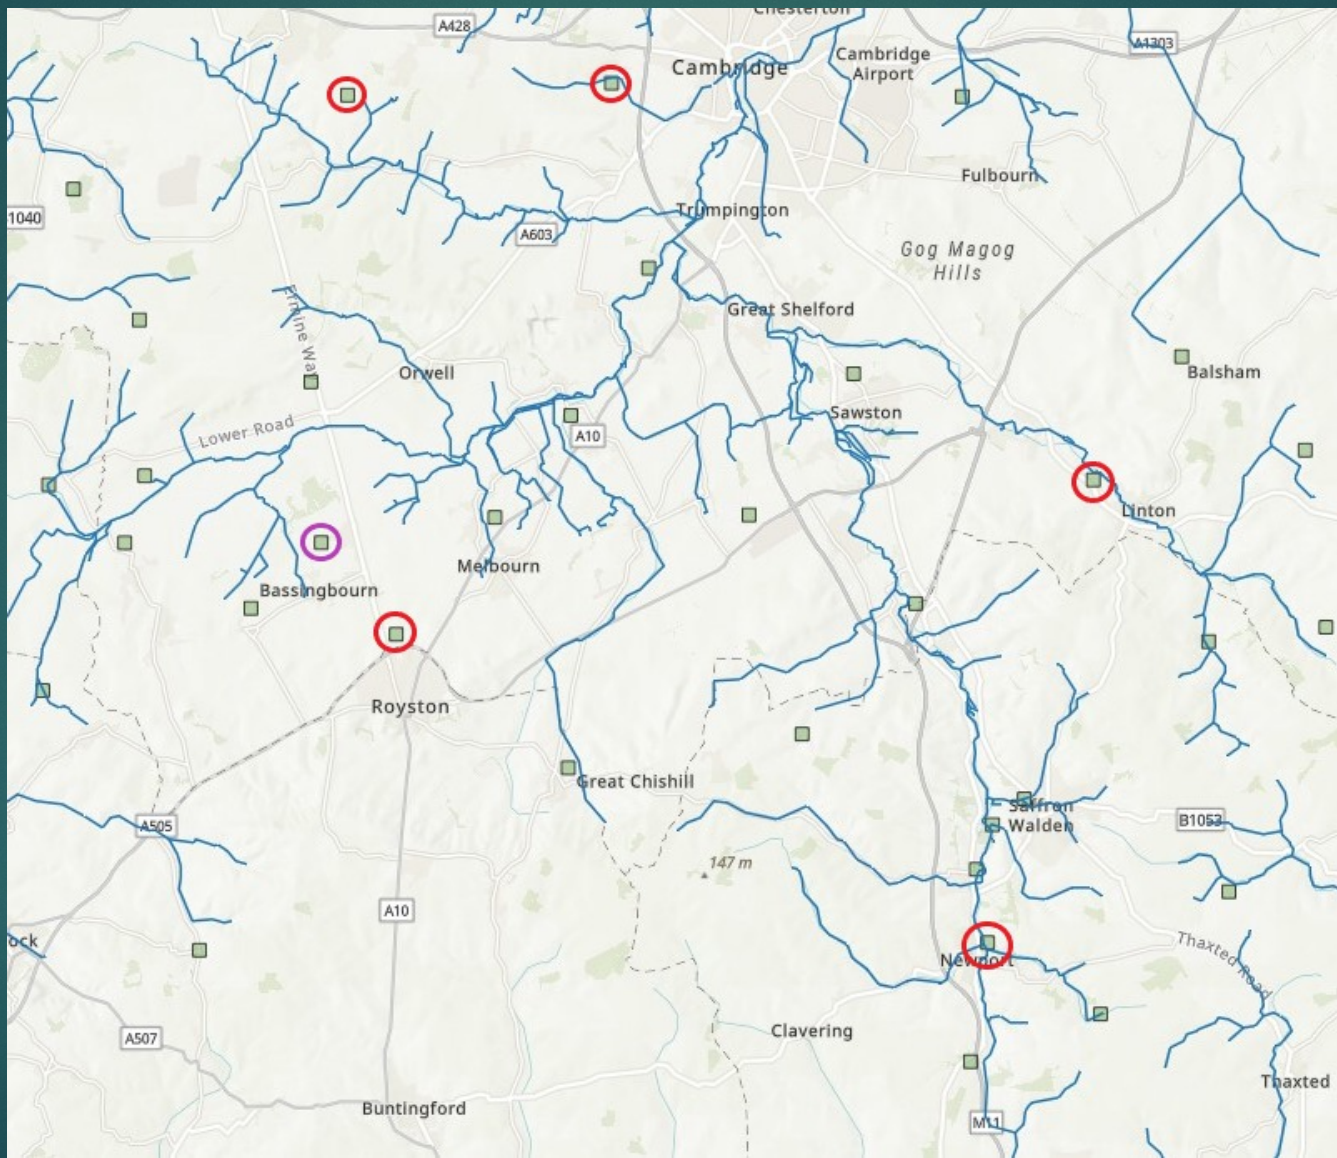 Chesterton
A428
Cambridge
Cambridge
Airport
A1303
Fulbourn
1040
A603
Trumpington
Gog Magog
Hills
Ermine Way
Great Shelford
Orwell
Balsham
Lower Road
A10
Sawston
Linton
Melbourn
Bassingbourn
Royston
Great Chishill
A505
Saffron
Walden
B1053
147 m
A10
ock
Newport
Thaxted Road
A507
Clavering
Thaxted
Buntingford
M11